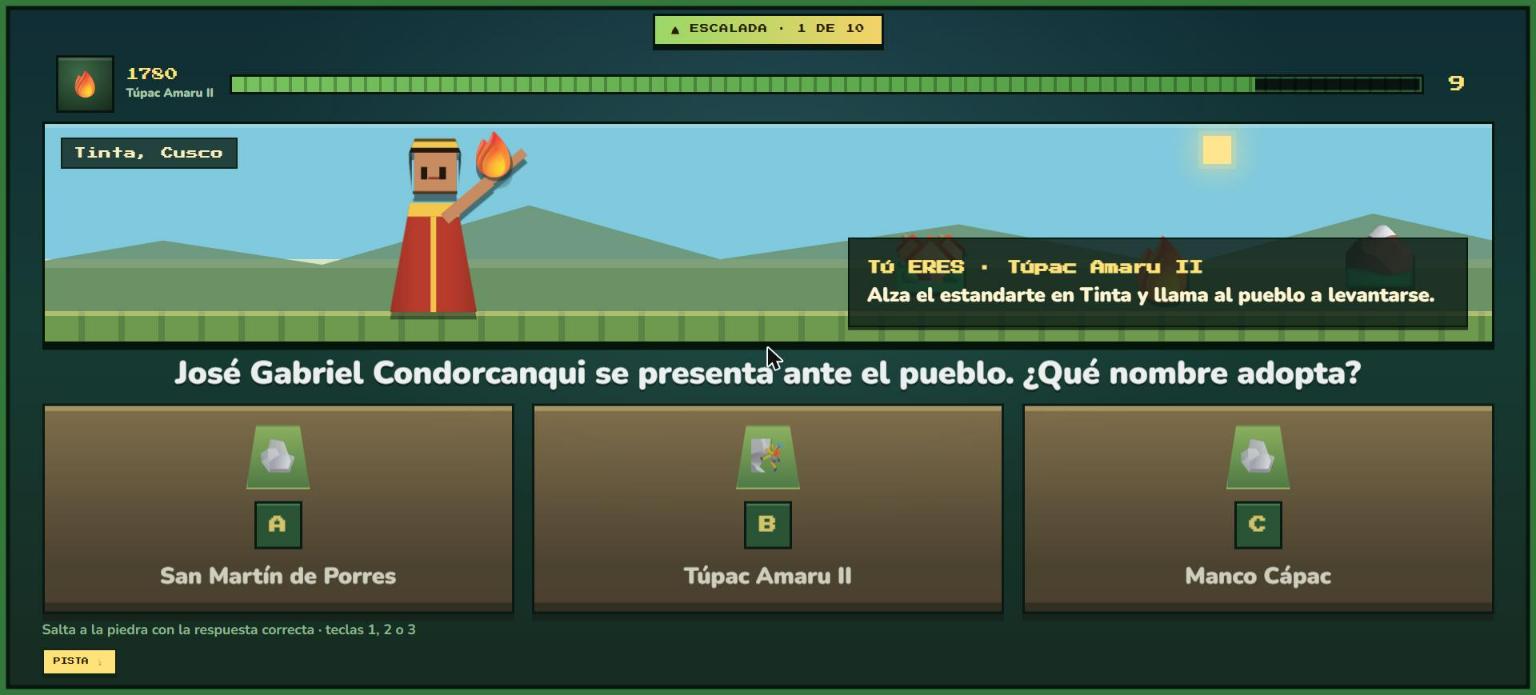 ▲ ESCALADA · 1 DE 10
1780
Túpac Amaru II
9
Tinta, Cusco
Tú ERES · Túpac Amaru II
Alza el estandarte en Tinta y llama al pueblo a levantarse.
José Gabriel Condorcanqui se presenta ante el pueblo. ¿Qué nombre adopta?
A
San Martín de Porres
B
Túpac Amaru II
C
Manco Cápac
Salta a la piedra con la respuesta correcta · teclas 1, 2 o 3
PISTA ↓